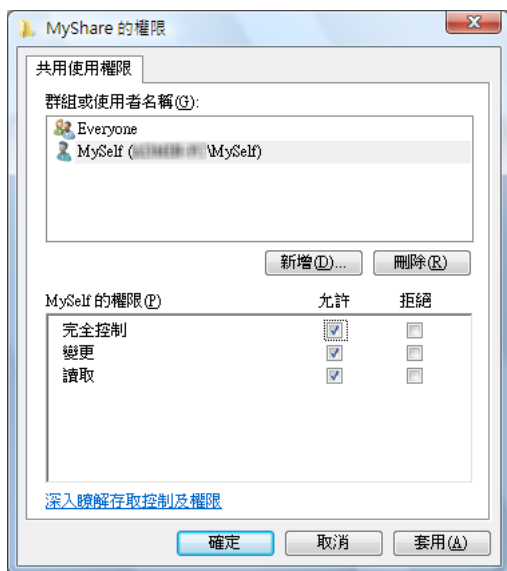 MyShare 的權限
共用使用權限
群組或使用者名稱(G):
Everyone
MySelf ( \MySelf)
新增(D)... 刪除(R)
MySelf 的權限(P) 允許 拒絕
完全控制
變更
讀取
深入瞭解存取控制及權限
確定 取消 套用(A)